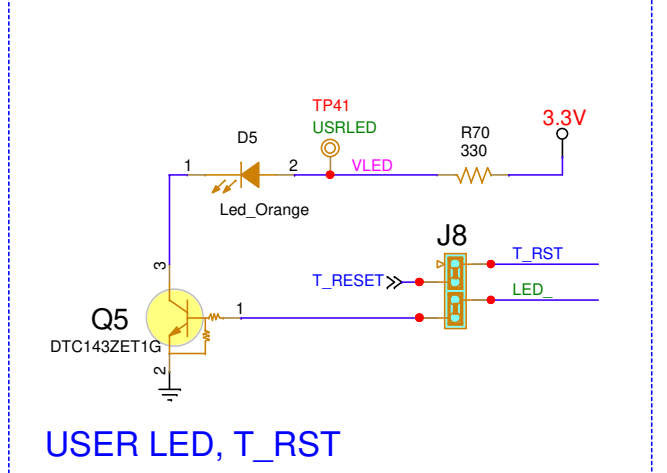 TP41
USRLED
D5
R70
330
3.3V
1
2
VLED
Led_Orange
J8
T_RST
T_RESET
LED_
3
1
Q5
DTC143ZET1G
2
USER LED, T_RST